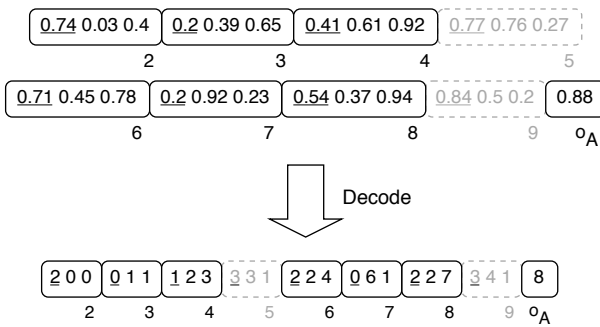 0.74 0.03 0.4 0.2 0.39 0.65 0.41 0.61 0.92 0.77 0.76 0.27
2 3 4 5
0.71 0.45 0.78 0.2 0.92 0.23 0.54 0.37 0.94 0.84 0.5 0.2 0.88
6 7 8 9 oA
Decode
2 0 0 0 1 1 1 2 3 3 3 1 2 2 4 0 6 1 2 2 7 3 4 1 8
2 3 4 5 6 7 8 9 oA